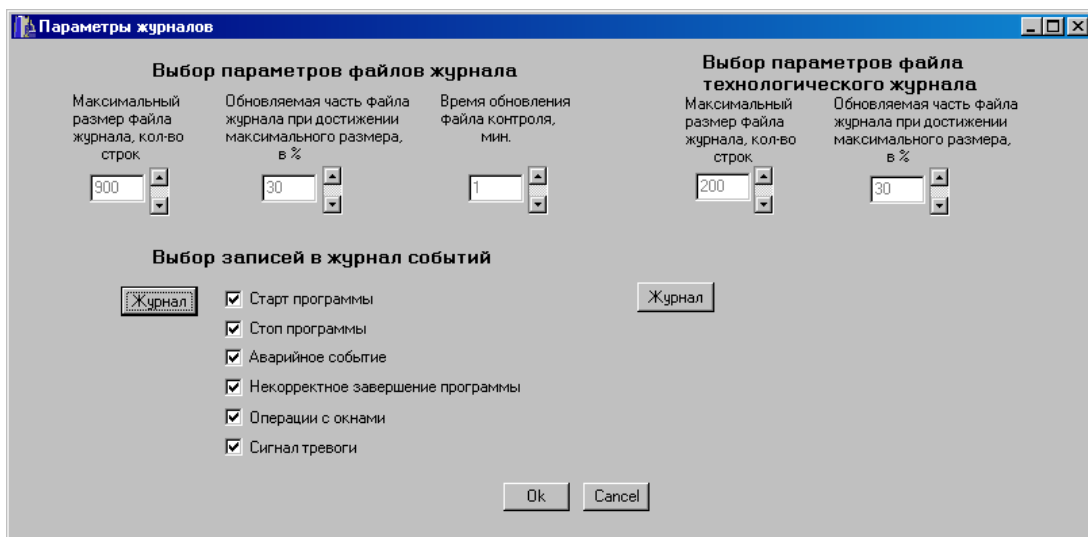 Параметры журналов
Выбор параметров файлов журнала
Максимальный
размер файла
журнала, кол-во
строк
900
Обновляемая часть файла
журнала при достижении
максимального размера,
в %
30
Время обновления
файла контроля,
мин.
1
Выбор параметров файла
технологического журнала
Максимальный
размер файла
журнала, кол-во
строк
200
Обновляемая часть файла
журнала при достижении
максимального размера,
в %
30
Выбор записей в журнал событий
Журнал
Старт программы
Стоп программы
Аварийное событие
Некорректное завершение программы
Операции с окнами
Сигнал тревоги
Журнал
Ok
Cancel